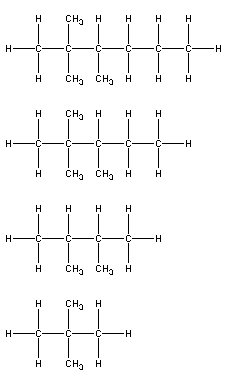 H CH₃ H H H H
H C C C C C C H
H CH₃ CH₃ H H H
H CH₃ H H H
H C C C C C H
H CH₃ CH₃ H H
H H H H
H C C C C H
H CH₃ CH₃ H
H CH₃ H
H C C C H
H CH₃ H